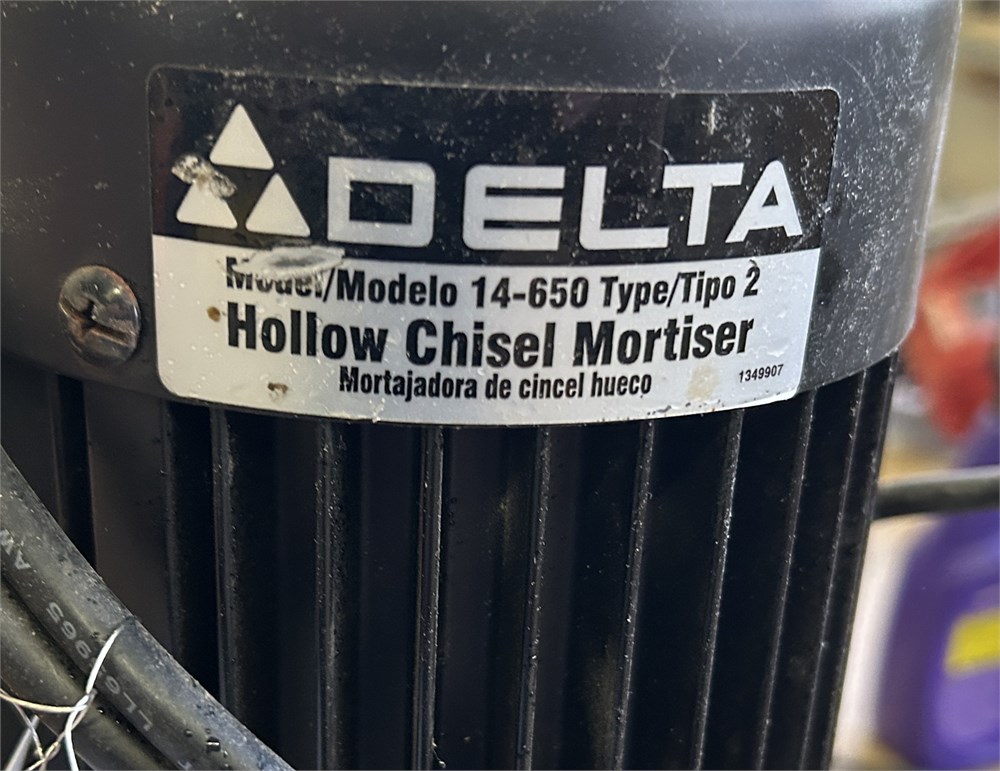 DELTA
Model/Modelo 14-650 Type/Tipo 2
Hollow Chisel Mortiser
Mortajadora de cincel hueco
1349907